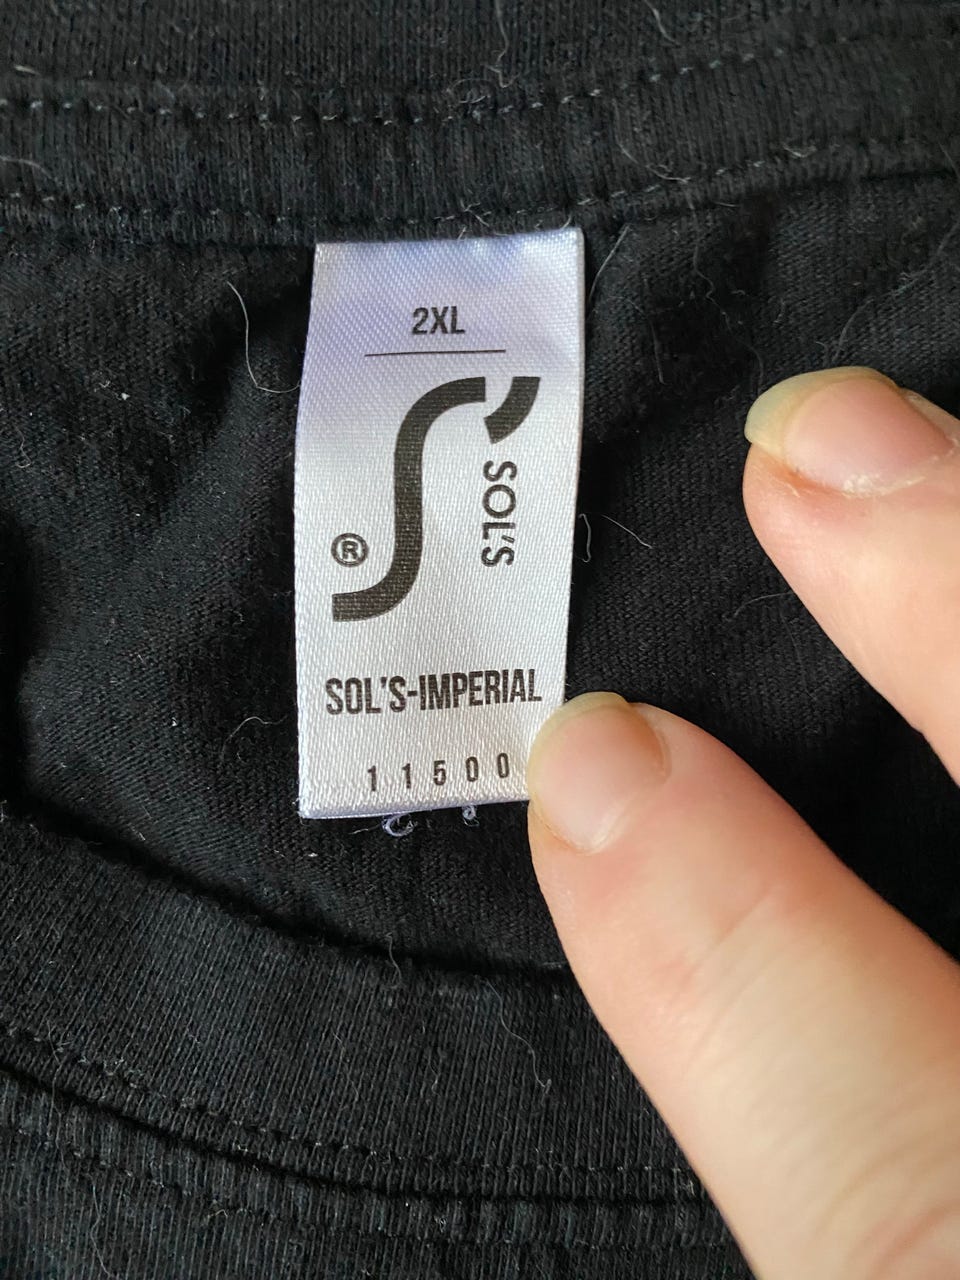 2XL
SOL'S
®
SOL'S-IMPERIAL
11500